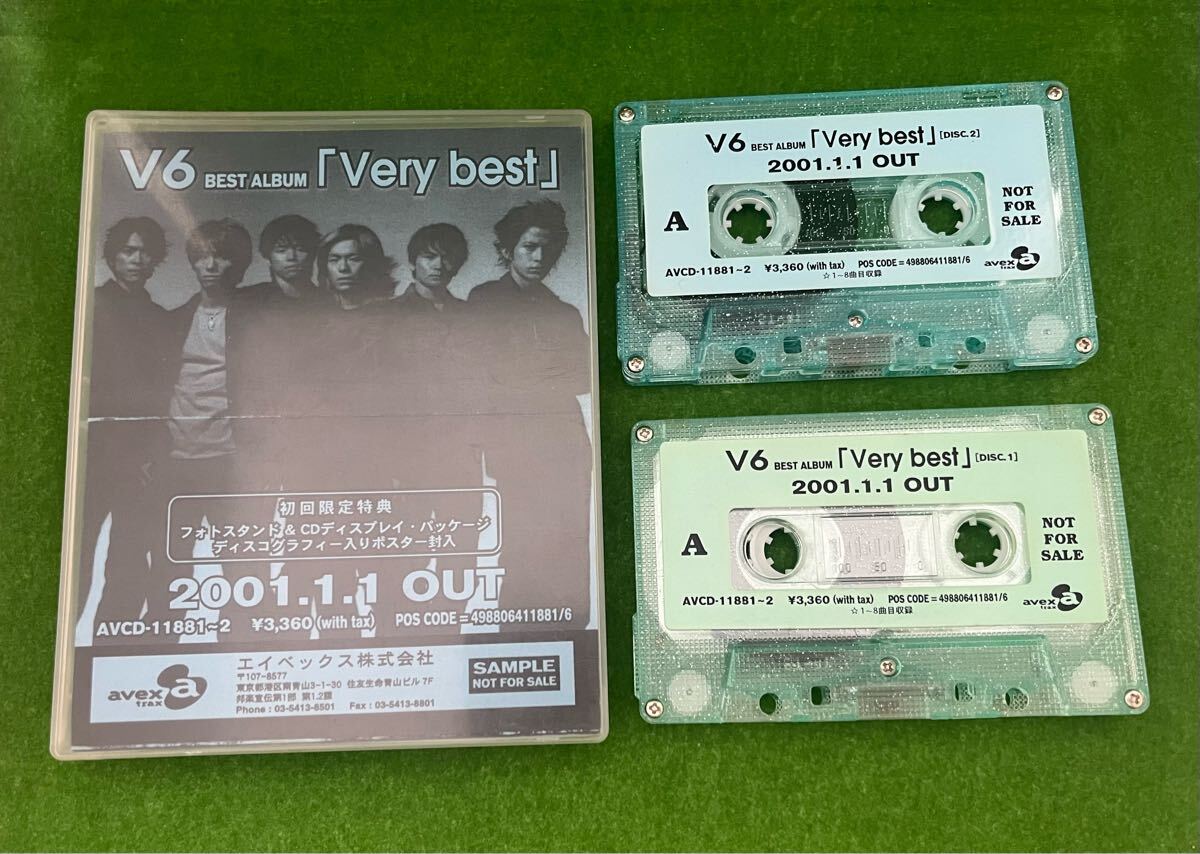 V6 BEST ALBUM「Very best」
初回限定特典
フォトスタンド & CDディスプレイ・パッケージ
ディスコグラフィー入りポスター封入
2001.1.1 OUT
AVCD-11881~2 ¥3,360 (with tax) POS CODE = 498806411881/6
avex trax
エイベックス株式会社
〒107-8577
東京都港区南青山3-1-30 住友生命青山ビル 7F
邦楽宣伝第1部 第1.2課
Phone : 03-5413-8501 Fax : 03-5413-8801
SAMPLE
NOT FOR SALE
V6 BEST ALBUM「Very best」[DISC.2]
2001.1.1 OUT
A
NOT
FOR
SALE
AVCD-11881~2 ¥3,360 (with tax) POS CODE = 498806411881/6
☆1~8曲目収録
avex trax
V6 BEST ALBUM「Very best」[DISC.1]
2001.1.1 OUT
A
NOT
FOR
SALE
100 50 0
AVCD-11881~2 ¥3,360 (with tax) POS CODE = 498806411881/6
☆1~8曲目収録
avex trax